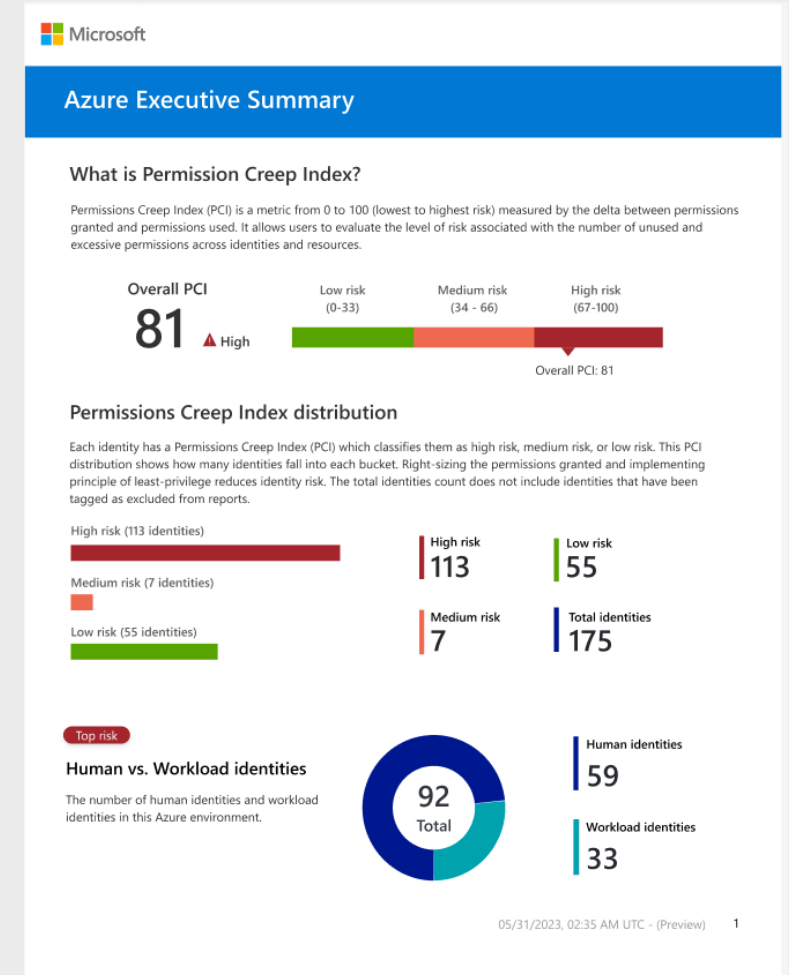 Microsoft
Azure Executive Summary
What is Permission Creep Index?
Permissions Creep Index (PCI) is a metric from 0 to 100 (lowest to highest risk) measured by the delta between permissions
granted and permissions used. It allows users to evaluate the level of risk associated with the number of unused and
excessive permissions across identities and resources.
Overall PCI
81
High
Low risk
(0-33)
Medium risk
(34 - 66)
High risk
(67-100)
Overall PCI: 81
Permissions Creep Index distribution
Each identity has a Permissions Creep Index (PCI) which classifies them as high risk, medium risk, or low risk. This PCI
distribution shows how many identities fall into each bucket. Right-sizing the permissions granted and implementing
principle of least-privilege reduces identity risk. The total identities count does not include identities that have been
tagged as excluded from reports.
High risk (113 identities)
Medium risk (7 identities)
Low risk (55 identities)
High risk
113
Low risk
55
Medium risk
7
Total identities
175
Top risk
Human vs. Workload identities
The number of human identities and workload
identities in this Azure environment.
92
Total
Human identities
59
Workload identities
33
05/31/2023, 02:35 AM UTC - (Preview)
1